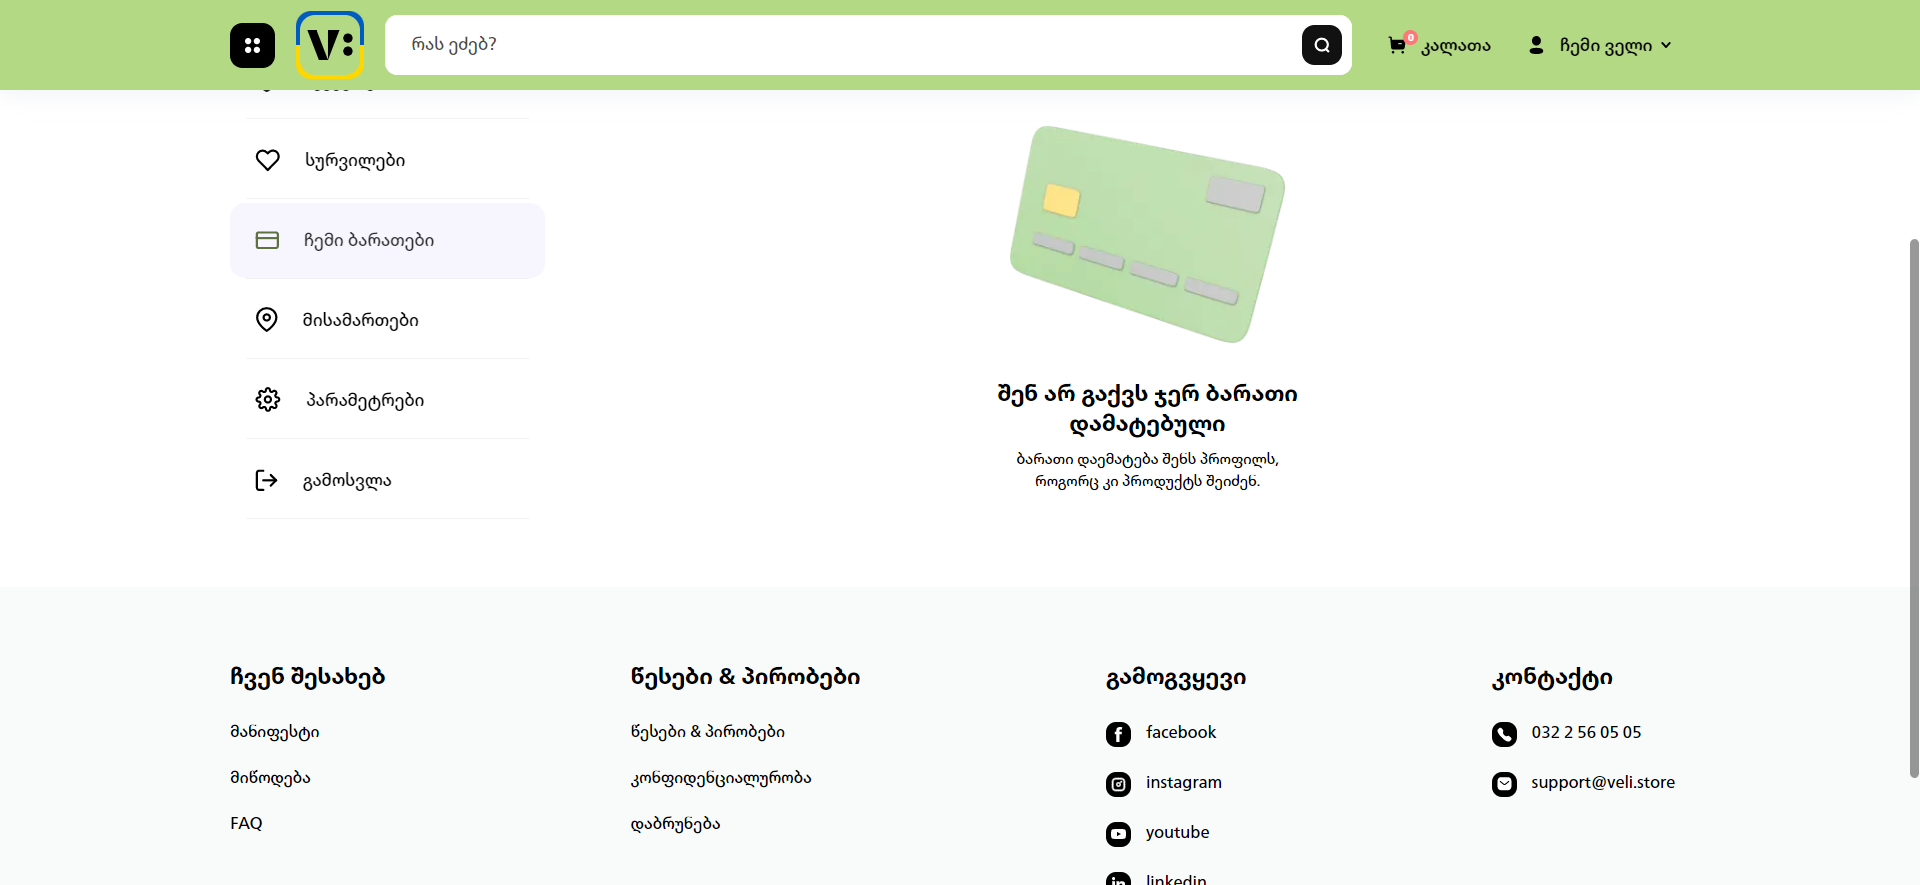 V:
რას ეძებ?
0
კალათა
ჩემი ველი
სურვილები
ჩემი ბარათები
მისამართები
პარამეტრები
გამოსვლა
შენ არ გაქვს ჯერ ბარათი
დამატებული
ბარათი დაემატება შენს პროფილს,
როგორც კი პროდუქტს შეიძენ.
ჩვენ შესახებ
მანიფესტი
მიწოდება
FAQ
წესები & პირობები
წესები & პირობები
კონფიდენციალურობა
დაბრუნება
გამოგვყევი
facebook
instagram
youtube
linkedin
კონტაქტი
032 2 56 05 05
support@veli.store